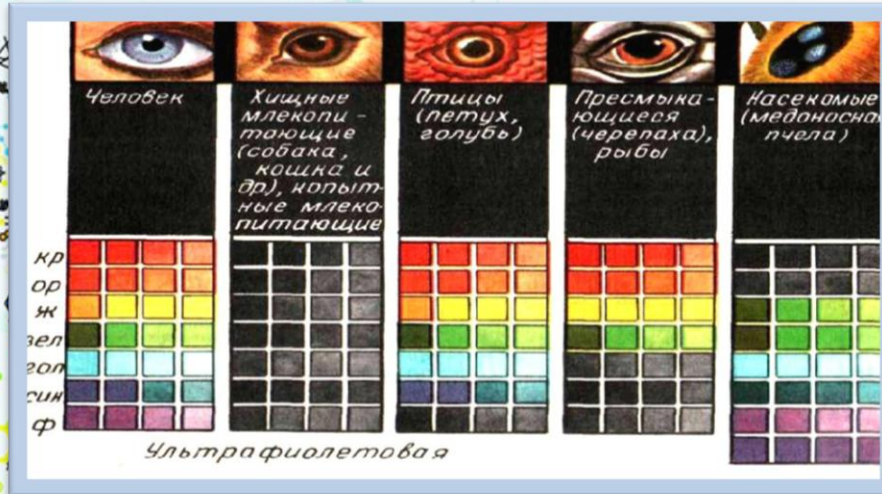 Человек
Хищные
млекопи-
тающие
(собака,
кошка и
др), копыт-
ные млеко-
питающие
Птицы
(петух,
голубь)
Пресмыка-
ющиеся
(черепаха),
рыбы
Насекомые
(медоносна
пчела)
кр
ор
ж
зел
гол
син
ф
Ультрафиолетовая